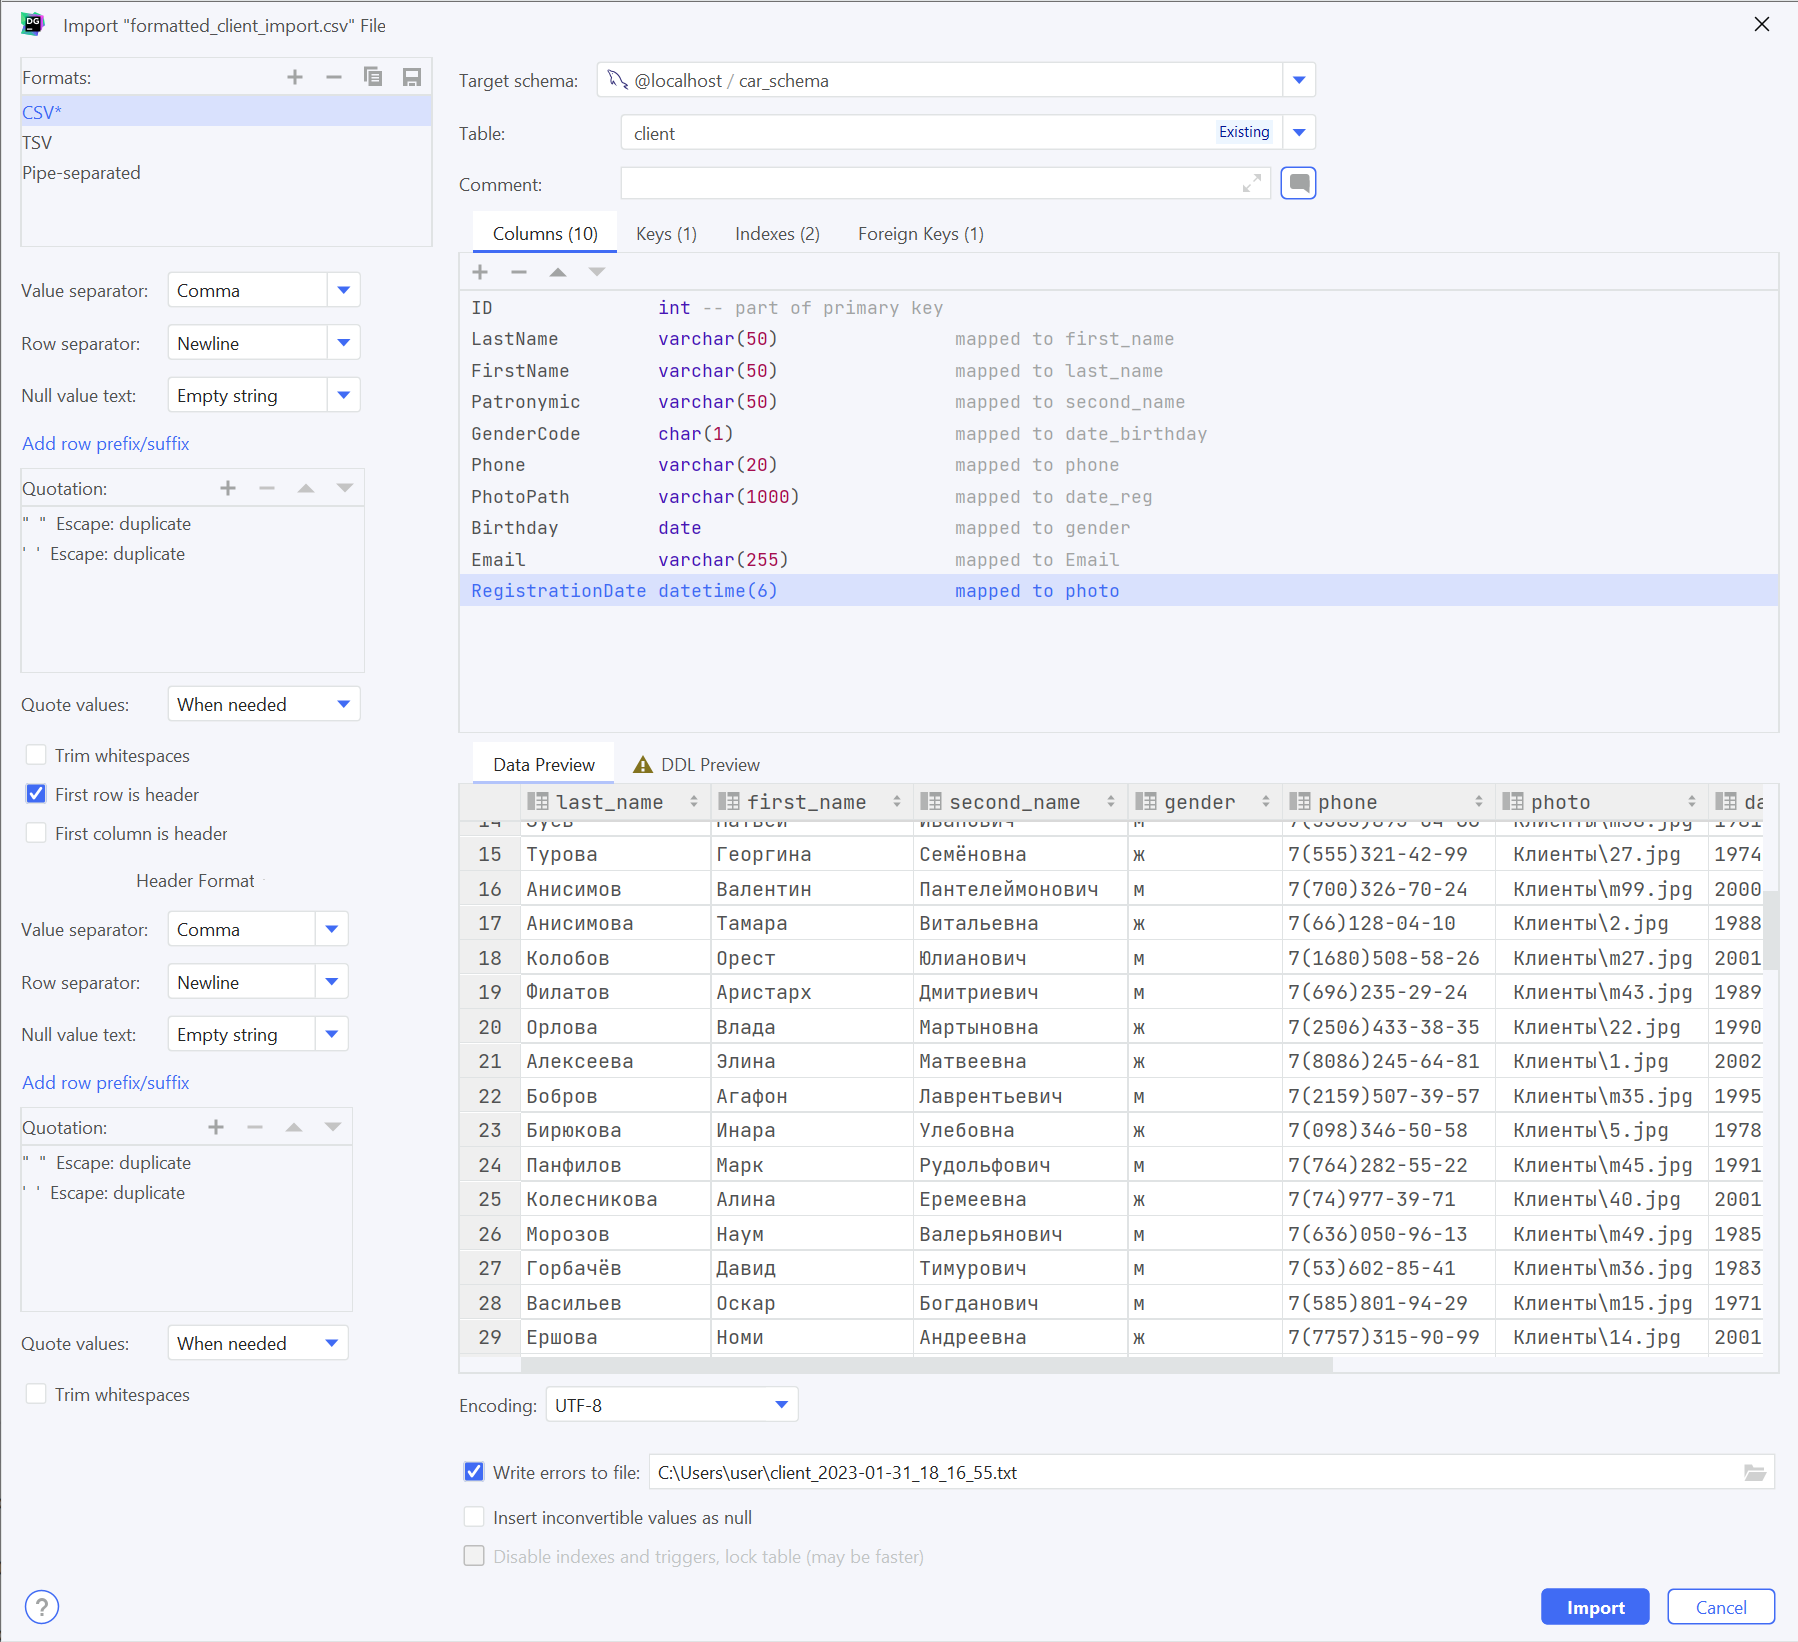 Import "formatted_client_import.csv" File
Formats:
CSV*
TSV
Pipe-separated
Value separator: Comma
Row separator: Newline
Null value text: Empty string
Add row prefix/suffix
Quotation:
" " Escape: duplicate
' ' Escape: duplicate
Quote values: When needed
Trim whitespaces
First row is header
First column is header
Header Format
Value separator: Comma
Row separator: Newline
Null value text: Empty string
Add row prefix/suffix
Quotation:
" " Escape: duplicate
' ' Escape: duplicate
Quote values: When needed
Trim whitespaces
Target schema: @localhost / car_schema
Table: client Existing
Comment:
Columns (10) Keys (1) Indexes (2) Foreign Keys (1)
ID int -- part of primary key
LastName varchar(50) mapped to first_name
FirstName varchar(50) mapped to last_name
Patronymic varchar(50) mapped to second_name
GenderCode char(1) mapped to date_birthday
Phone varchar(20) mapped to phone
PhotoPath varchar(1000) mapped to date_reg
Birthday date mapped to gender
Email varchar(255) mapped to Email
RegistrationDate datetime(6) mapped to photo
Data Preview DDL Preview
last_name first_name second_name gender phone photo da
15 Турова Георгина Семёновна ж 7(555)321-42-99 Клиенты\27.jpg 1974
16 Анисимов Валентин Пантелеймонович м 7(700)326-70-24 Клиенты\m99.jpg 2000
17 Анисимова Тамара Витальевна ж 7(66)128-04-10 Клиенты\2.jpg 1988
18 Колобов Орест Юлианович м 7(1680)508-58-26 Клиенты\m27.jpg 2001
19 Филатов Аристарх Дмитриевич м 7(696)235-29-24 Клиенты\m43.jpg 1989
20 Орлова Влада Мартыновна ж 7(2506)433-38-35 Клиенты\22.jpg 1990
21 Алексеева Элина Матвеевна ж 7(8086)245-64-81 Клиенты\1.jpg 2002
22 Бобров Агафон Лаврентьевич м 7(2159)507-39-57 Клиенты\m35.jpg 1995
23 Бирюкова Инара Улебовна ж 7(098)346-50-58 Клиенты\5.jpg 1978
24 Панфилов Марк Рудольфович м 7(764)282-55-22 Клиенты\m45.jpg 1991
25 Колесникова Алина Еремеевна ж 7(74)977-39-71 Клиенты\40.jpg 2001
26 Морозов Наум Валерьянович м 7(636)050-96-13 Клиенты\m49.jpg 1985
27 Горбачёв Давид Тимурович м 7(53)602-85-41 Клиенты\m36.jpg 1983
28 Васильев Оскар Богданович м 7(585)801-94-29 Клиенты\m15.jpg 1971
29 Ершова Номи Андреевна ж 7(7757)315-90-99 Клиенты\14.jpg 2001
Encoding: UTF-8
Write errors to file: C:\Users\user\client_2023-01-31_18_16_55.txt
Insert inconvertible values as null
Disable indexes and triggers, lock table (may be faster)
? Import Cancel